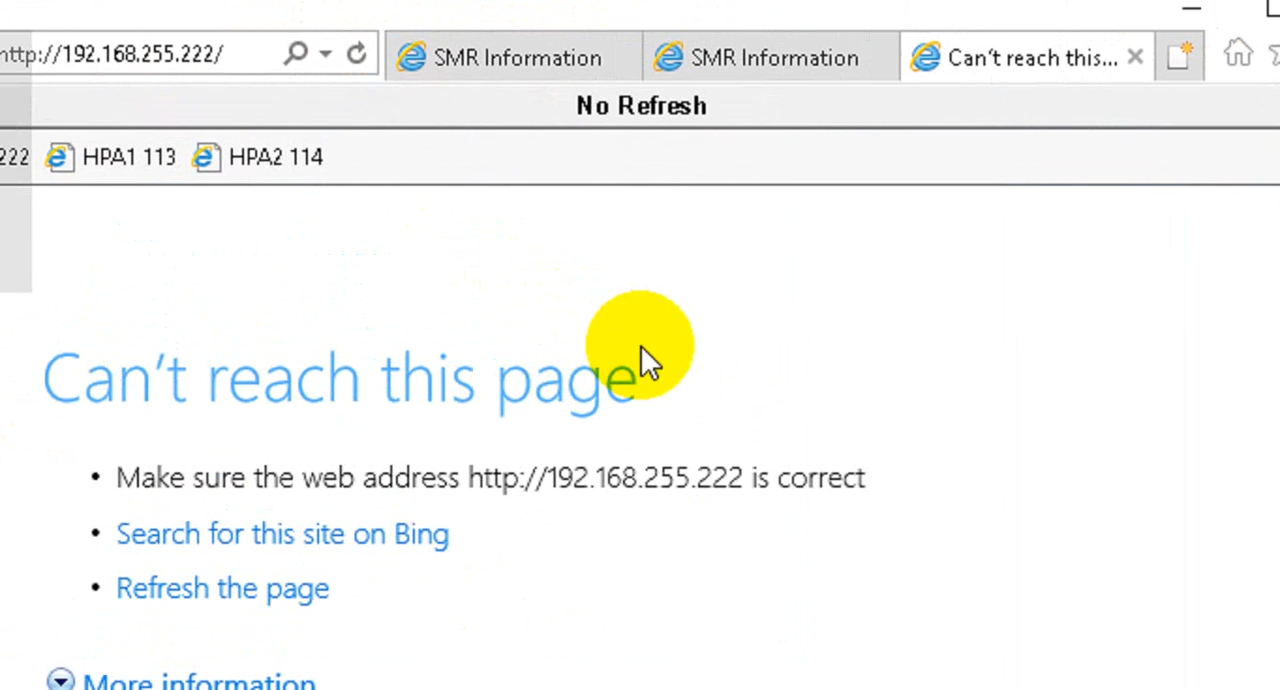 http://192.168.255.222/ SMR Information SMR Information Can't reach this...
No Refresh
222 HPA1 113 HPA2 114
Can't reach this page
• Make sure the web address http://192.168.255.222 is correct
• Search for this site on Bing
• Refresh the page
More information